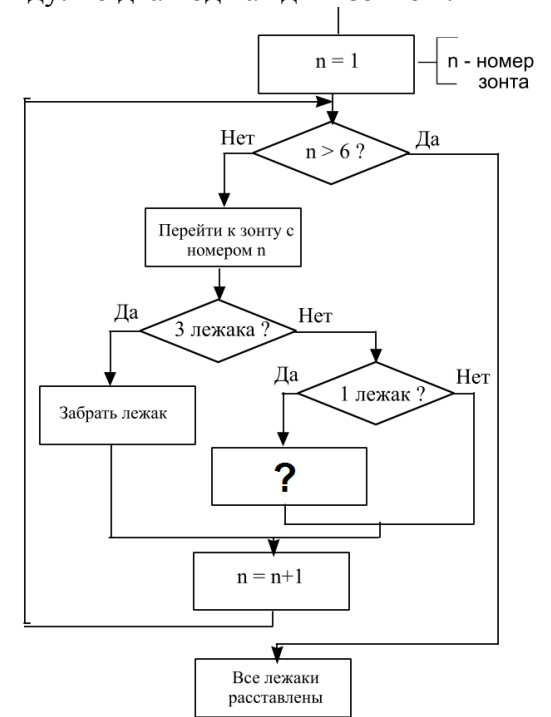 n = 1
n - номер
зонта
Нет
n > 6 ?
Да
Перейти к зонту с
номером n
Да
3 лежака ?
Нет
Да
1 лежак ?
Нет
Забрать лежак
?
n = n+1
Все лежаки
расставлены